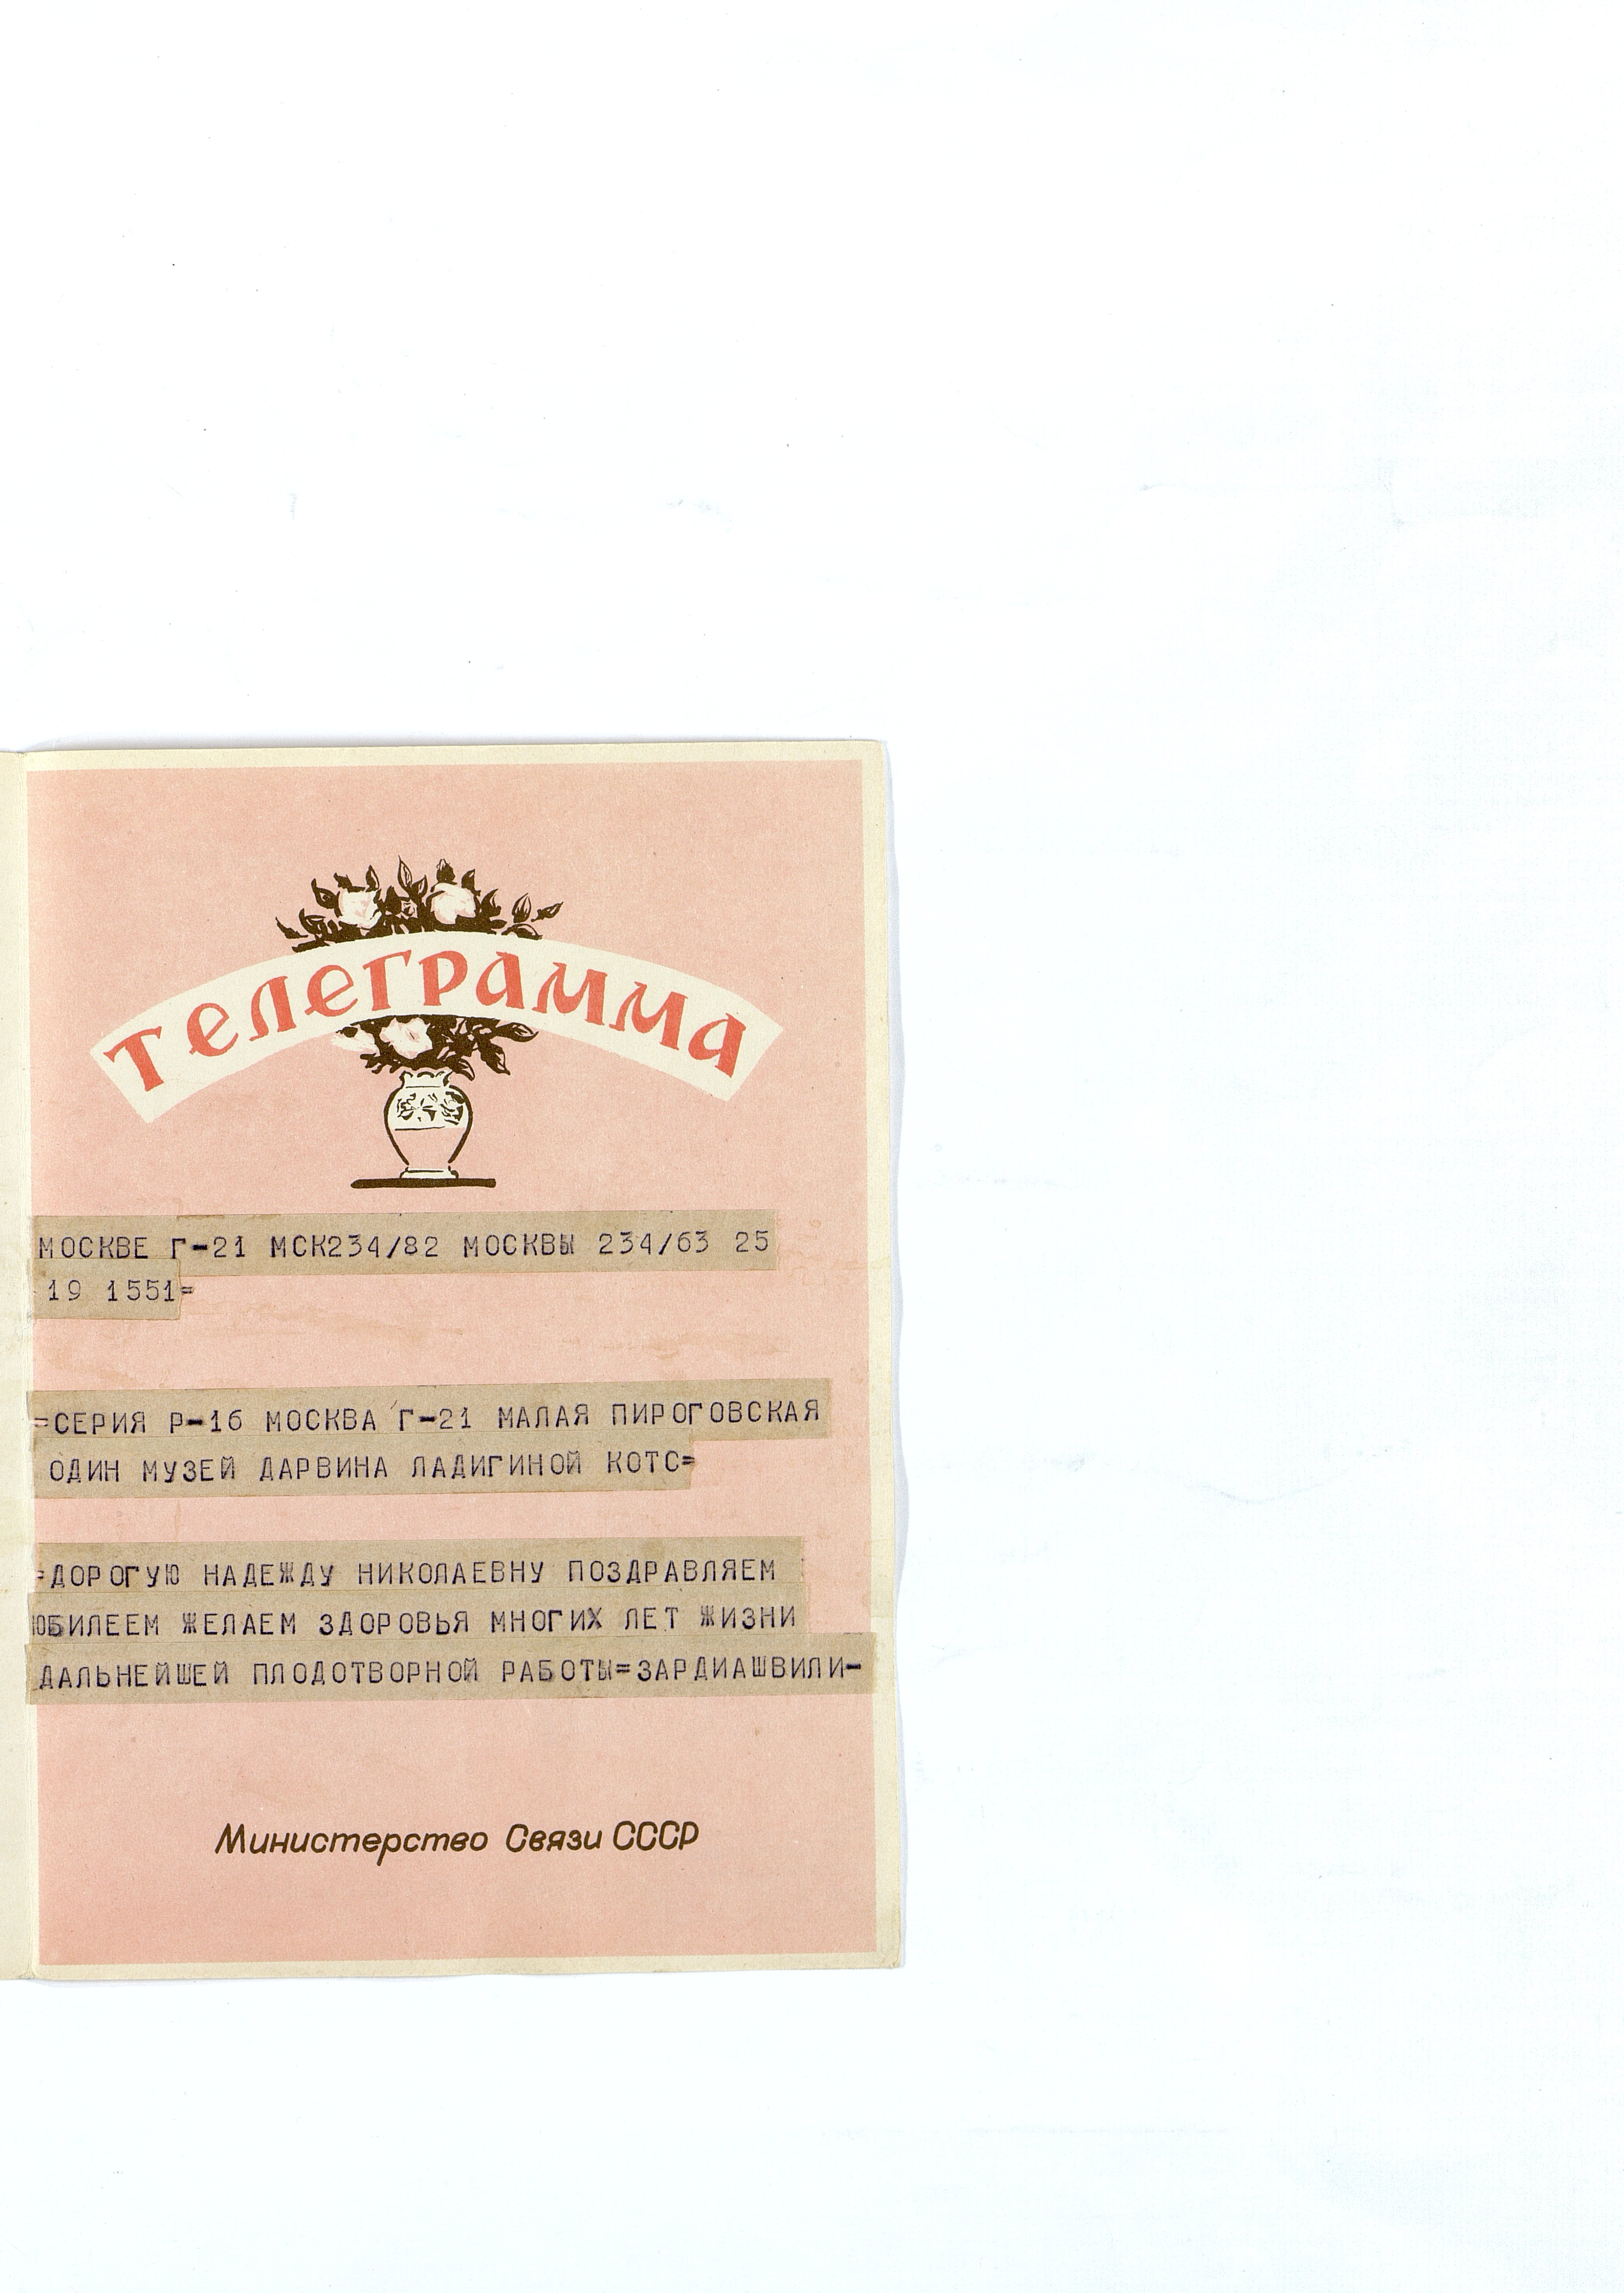 телеграмма
МОСКВЕ Г-21 МСК234/82 МОСКВЫ 234/63 25
19 1551=
=СЕРИЯ Р-16 МОСКВА Г-21 МАЛАЯ ПИРОГОВСКАЯ
ОДИН МУЗЕЙ ДАРВИНА ЛАДИГИНОЙ КОТС=
=ДОРОГУЮ НАДЕЖДУ НИКОЛАЕВНУ ПОЗДРАВЛЯЕМ
ЮБИЛЕЕМ ЖЕЛАЕМ ЗДОРОВЬЯ МНОГИХ ЛЕТ ЖИЗНИ
ДАЛЬНЕЙШЕЙ ПЛОДОТВОРНОЙ РАБОТЫ=ЗАРДИАШВИЛИ-
Министерство Связи СССР